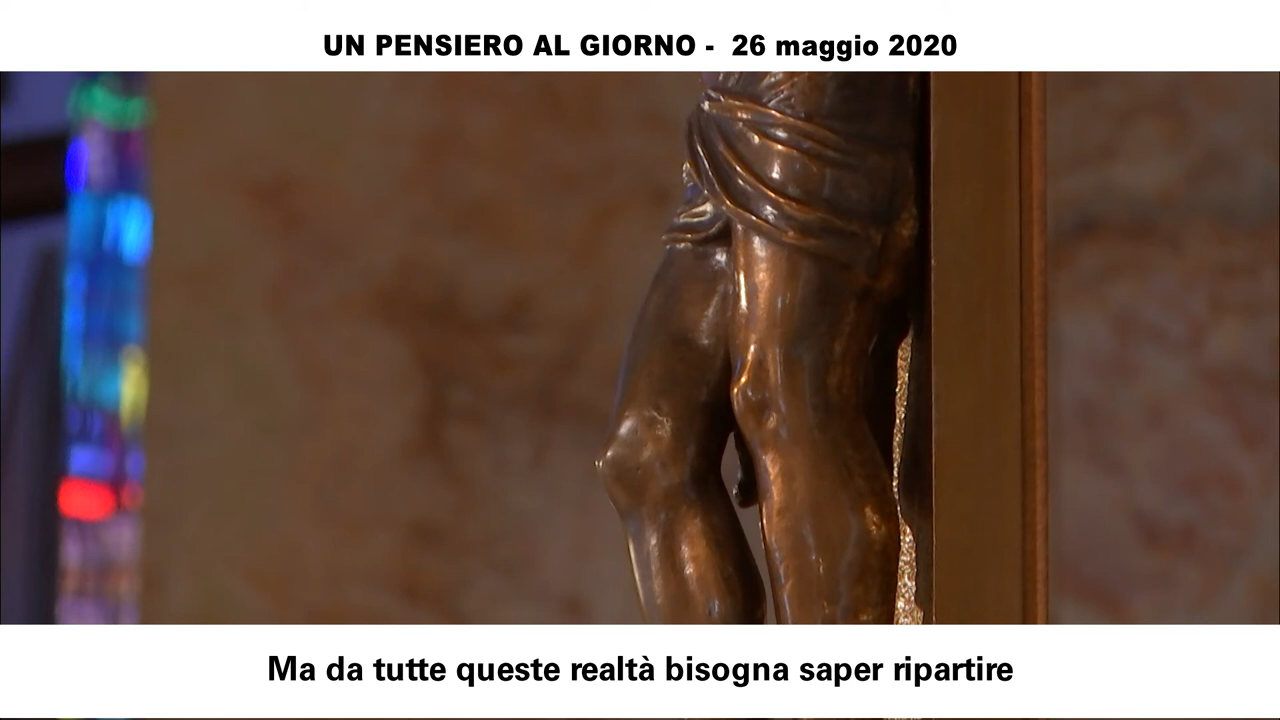 UN PENSIERO AL GIORNO - 26 maggio 2020
Ma da tutte queste realtà bisogna saper ripartire